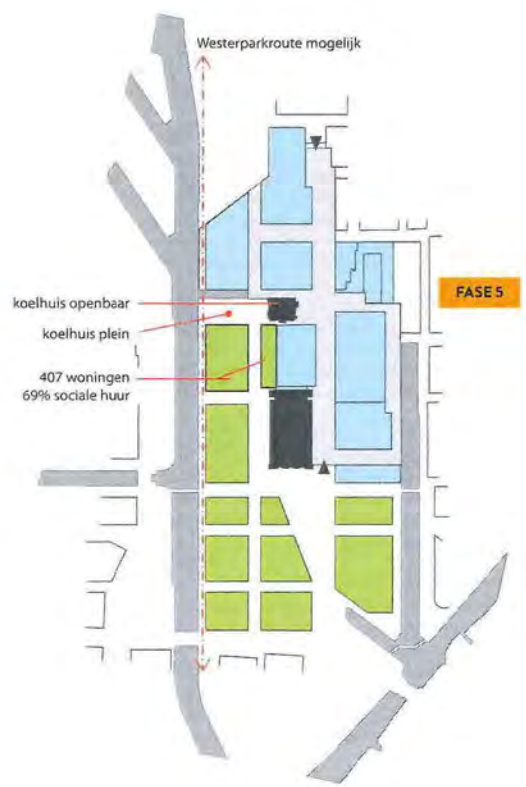 Westerparkroute mogelijk
koelhuis openbaar
FASE 5
koelhuis plein
407 woningen
69% sociale huur